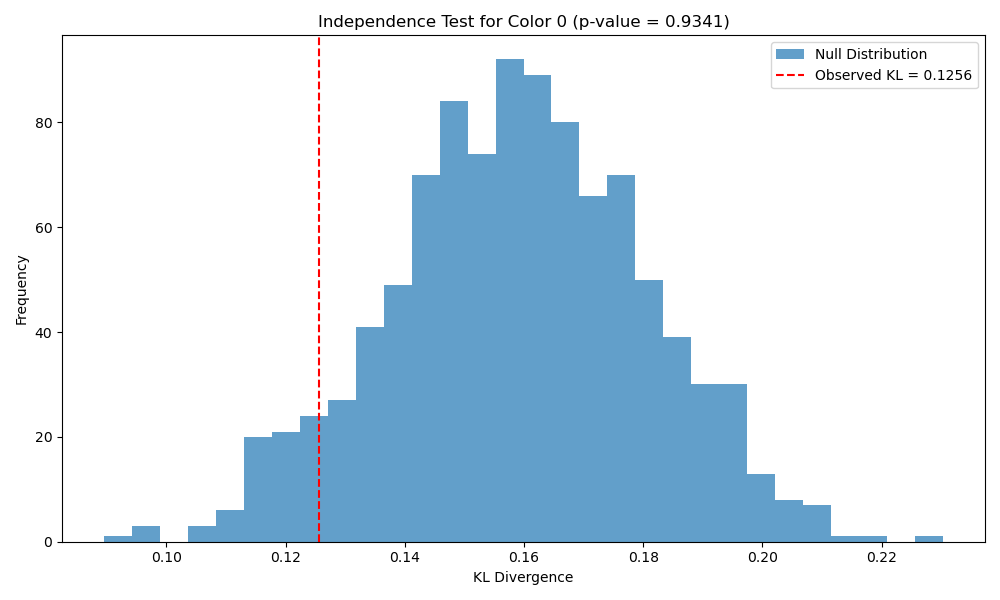 Independence Test for Color 0 (p-value = 0.9341)
Null Distribution
Observed KL = 0.1256
Frequency
80
60
40
20
0
0.10 0.12 0.14 0.16 0.18 0.20 0.22
KL Divergence